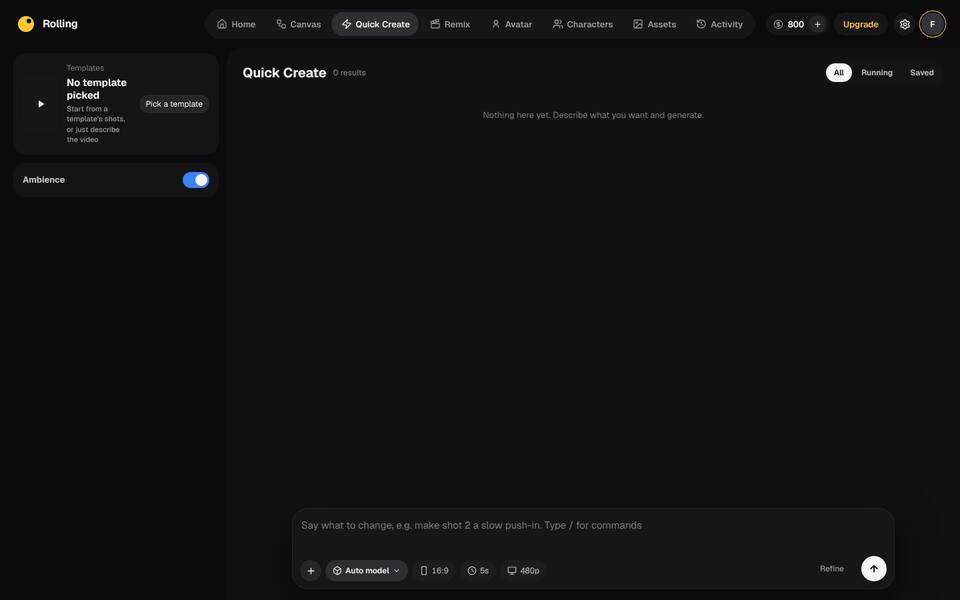 Rolling
Home
Canvas
Quick Create
Remix
Avatar
Characters
Assets
Activity
800
Upgrade
F
Templates
No template
picked
Start from a
template's shots,
or just describe
the video
Pick a template
Ambience
Quick Create
0 results
All
Running
Saved
Nothing here yet. Describe what you want and generate.
Say what to change, e.g. make shot 2 a slow push-in. Type / for commands
Auto model
16:9
5s
480p
Refine